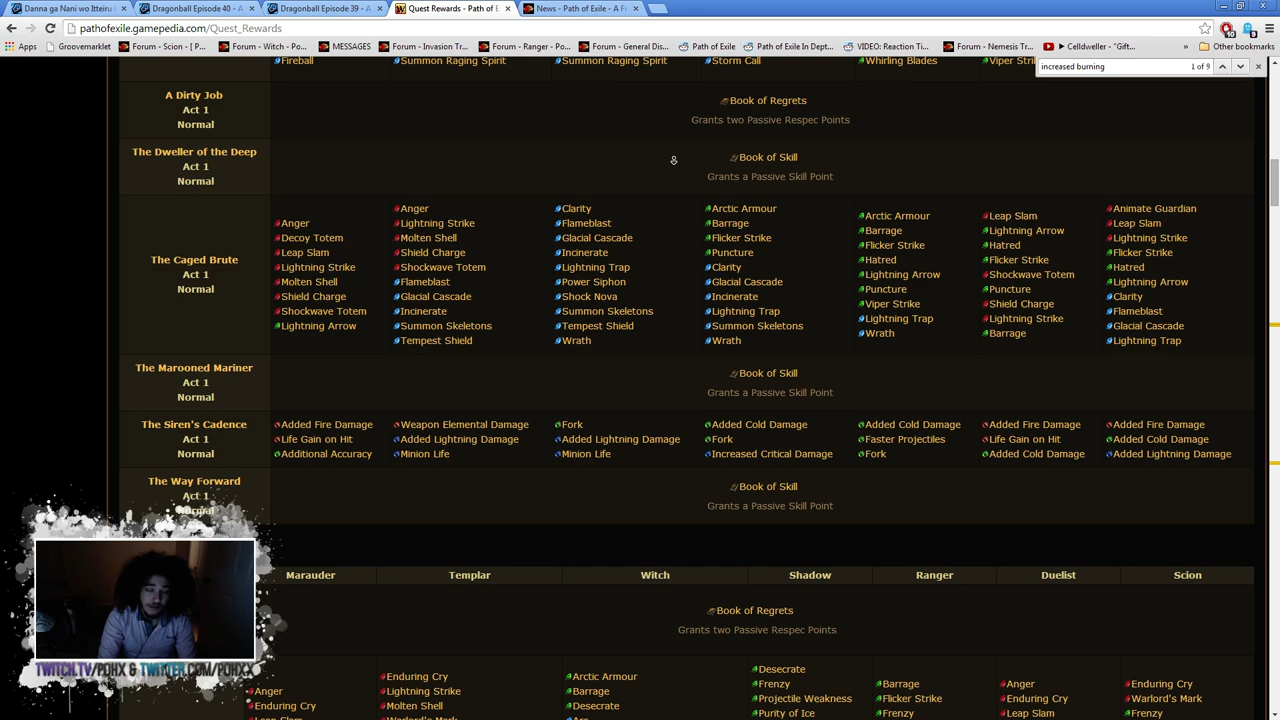 Danna ga Nani wo Itteiru
Dragonball Episode 40 - A
Dragonball Episode 39 - A
Quest Rewards - Path of E
News - Path of Exile - A F
pathofexile.gamepedia.com/Quest_Rewards
Apps Groovemarklet Forum - Scion - [ P... Forum - Witch - Po... MESSAGES Forum - Invasion Tr... Forum - Ranger - Po... Forum - General Dis... Path of Exile Path of Exile In Dept... VIDEO: Reaction Ti... Forum - Nemesis Tr... Celldweller - "Gift... » Other bookmarks
increased burning 1 of 9
Fireball Summon Raging Spirit Summon Raging Spirit Storm Call Whirling Blades Viper Stri
A Dirty Job
Act 1
Normal
Book of Regrets
Grants two Passive Respec Points
The Dweller of the Deep
Act 1
Normal
Book of Skill
Grants a Passive Skill Point
The Caged Brute
Act 1
Normal
Anger
Decoy Totem
Leap Slam
Lightning Strike
Molten Shell
Shield Charge
Shockwave Totem
Lightning Arrow
Anger
Lightning Strike
Molten Shell
Shield Charge
Shockwave Totem
Flameblast
Glacial Cascade
Incinerate
Summon Skeletons
Tempest Shield
Clarity
Flameblast
Glacial Cascade
Incinerate
Lightning Trap
Power Siphon
Shock Nova
Summon Skeletons
Tempest Shield
Wrath
Arctic Armour
Barrage
Flicker Strike
Puncture
Clarity
Glacial Cascade
Incinerate
Lightning Trap
Summon Skeletons
Wrath
Arctic Armour
Barrage
Flicker Strike
Hatred
Lightning Arrow
Puncture
Viper Strike
Lightning Trap
Wrath
Leap Slam
Lightning Arrow
Hatred
Flicker Strike
Shockwave Totem
Puncture
Shield Charge
Lightning Strike
Barrage
Animate Guardian
Leap Slam
Lightning Strike
Flicker Strike
Hatred
Lightning Arrow
Clarity
Flameblast
Glacial Cascade
Lightning Trap
The Marooned Mariner
Act 1
Normal
Book of Skill
Grants a Passive Skill Point
The Siren's Cadence
Act 1
Normal
Added Fire Damage
Life Gain on Hit
Additional Accuracy
Weapon Elemental Damage
Added Lightning Damage
Minion Life
Fork
Added Lightning Damage
Minion Life
Added Cold Damage
Fork
Increased Critical Damage
Added Cold Damage
Faster Projectiles
Fork
Added Fire Damage
Life Gain on Hit
Added Cold Damage
Added Fire Damage
Added Cold Damage
Added Lightning Damage
The Way Forward
Act 1
Normal
Book of Skill
Grants a Passive Skill Point
Marauder Templar Witch Shadow Ranger Duelist Scion
Book of Regrets
Grants two Passive Respec Points
Anger
Enduring Cry
Leap Slam
Enduring Cry
Lightning Strike
Molten Shell
Warlord's Mark
Arctic Armour
Barrage
Desecrate
Arc
Desecrate
Frenzy
Projectile Weakness
Purity of Ice
Barrage
Flicker Strike
Frenzy
Anger
Enduring Cry
Leap Slam
Enduring Cry
Warlord's Mark
Frenzy
TWITCH.TV/POHX & TWITTER.COM/POHXX